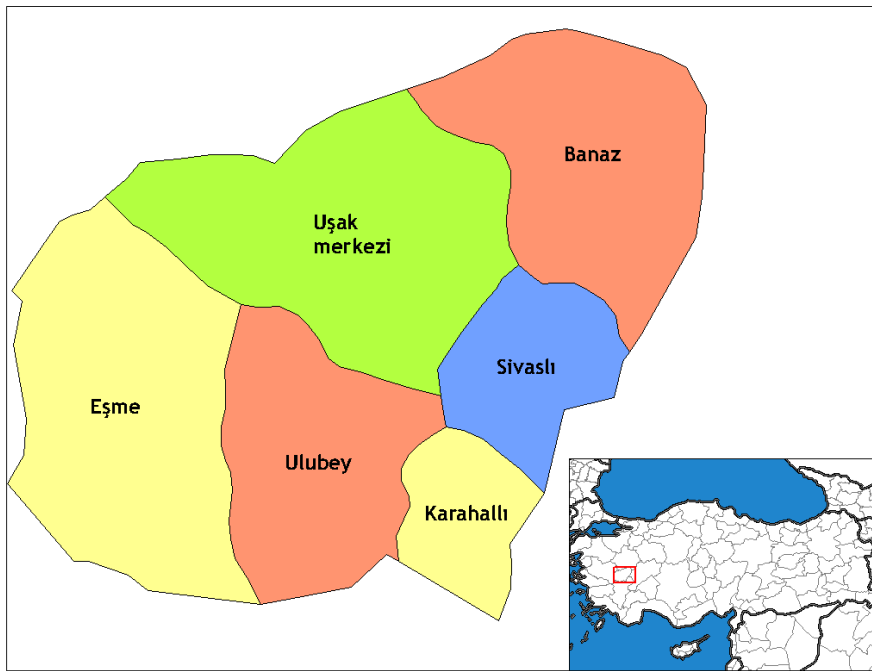 Banaz
Uşak
merkezi
Sivaslı
Eşme
Ulubey
Karahallı